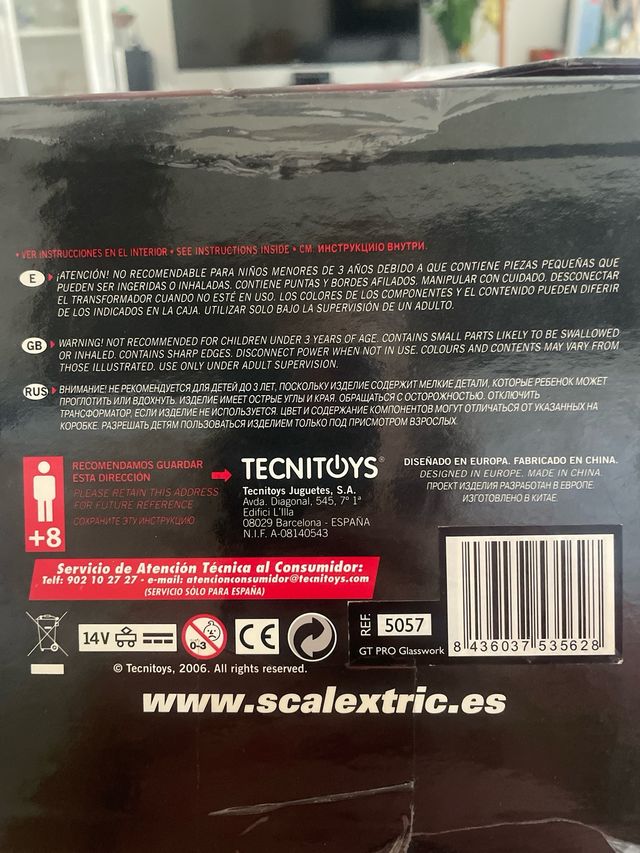 • VER INSTRUCCIONES EN EL INTERIOR • SEE INSTRUCTIONS INSIDE • СМ. ИНСТРУКЦИЮ ВНУТРИ.
E ¡ATENCIÓN! NO RECOMENDABLE PARA NIÑOS MENORES DE 3 AÑOS DEBIDO A QUE CONTIENE PIEZAS PEQUEÑAS QUE
PUEDEN SER INGERIDAS O INHALADAS. CONTIENE PUNTAS Y BORDES AFILADOS. MANIPULAR CON CUIDADO. DESCONECTAR
EL TRANSFORMADOR CUANDO NO ESTÉ EN USO. LOS COLORES DE LOS COMPONENTES Y EL CONTENIDO PUEDEN DIFERIR
DE LOS INDICADOS EN LA CAJA. UTILIZAR SOLO BAJO LA SUPERVISIÓN DE UN ADULTO.
GB WARNING! NOT RECOMMENDED FOR CHILDREN UNDER 3 YEARS OF AGE. CONTAINS SMALL PARTS LIKELY TO BE SWALLOWED
OR INHALED. CONTAINS SHARP EDGES. DISCONNECT POWER WHEN NOT IN USE. COLOURS AND CONTENTS MAY VARY FROM
THOSE ILLUSTRATED. USE ONLY UNDER ADULT SUPERVISION.
RUS ВНИМАНИЕ! НЕ РЕКОМЕНДУЕТСЯ ДЛЯ ДЕТЕЙ ДО 3 ЛЕТ, ПОСКОЛЬКУ ИЗДЕЛИЕ СОДЕРЖИТ МЕЛКИЕ ДЕТАЛИ, КОТОРЫЕ РЕБЕНОК МОЖЕТ
ПРОГЛОТИТЬ ИЛИ ВДОХНУТЬ. ИЗДЕЛИЕ ИМЕЕТ ОСТРЫЕ УГЛЫ И КРАЯ. ОБРАЩАТЬСЯ С ОСТОРОЖНОСТЬЮ. ОТКЛЮЧИТЬ
ТРАНСФОРМАТОР, ЕСЛИ ИЗДЕЛИЕ НЕ ИСПОЛЬЗУЕТСЯ. ЦВЕТ И СОДЕРЖАНИЕ КОМПОНЕНТОВ МОГУТ ОТЛИЧАТЬСЯ ОТ УКАЗАННЫХ НА
КОРОБКЕ. РАЗРЕШАТЬ ДЕТЯМ ПОЛЬЗОВАТЬСЯ ИЗДЕЛИЕМ ТОЛЬКО ПОД ПРИСМОТРОМ ВЗРОСЛЫХ.
+8
RECOMENDAMOS GUARDAR
ESTA DIRECCIÓN
PLEASE RETAIN THIS ADDRESS
FOR FUTURE REFERENCE
СОХРАНИТЕ ЭТУ ИНСТРУКЦИЮ
TECNITOYS®
Tecnitoys Juguetes, S.A.
Avda. Diagonal, 545, 7º 1ª
Edifici L'Illa
08029 Barcelona - ESPAÑA
N.I.F. A-08140543
DISEÑADO EN EUROPA. FABRICADO EN CHINA.
DESIGNED IN EUROPE. MADE IN CHINA.
ПРОЕКТ ИЗДЕЛИЯ РАЗРАБОТАН В ЕВРОПЕ.
ИЗГОТОВЛЕНО В КИТАЕ.
Servicio de Atención Técnica al Consumidor:
Telf: 902 10 27 27 - e-mail: atencionconsumidor@tecnitoys.com
(SERVICIO SÓLO PARA ESPAÑA)
14V
0-3
CE
REF. 5057
GT PRO Glasswork
8 436037 535628
© Tecnitoys, 2006. All rights reserved.
www.scalextric.es